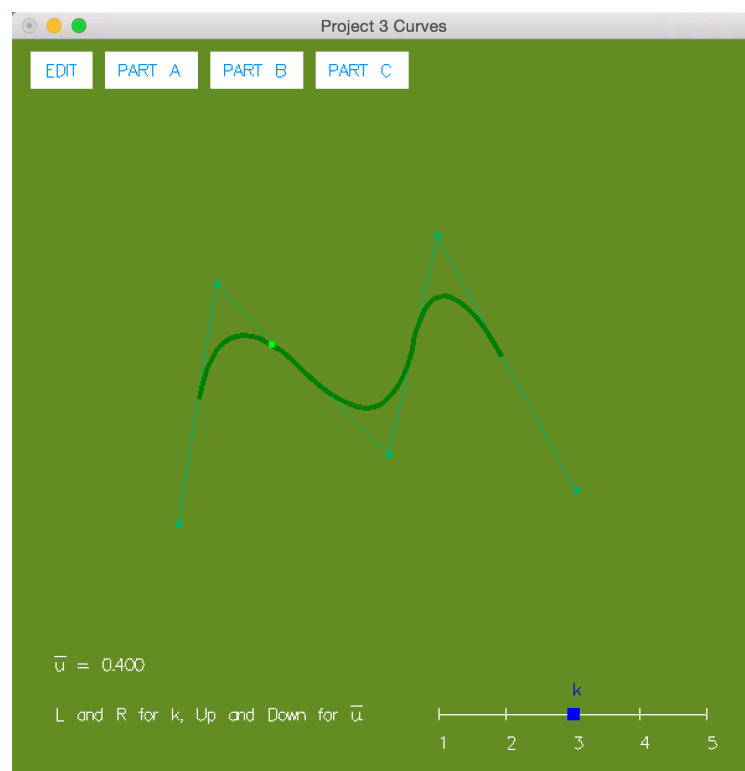 Project 3 Curves
EDIT PART A PART B PART C
u̅ = 0.400
k
L and R for k, Up and Down for u̅
1 2 3 4 5